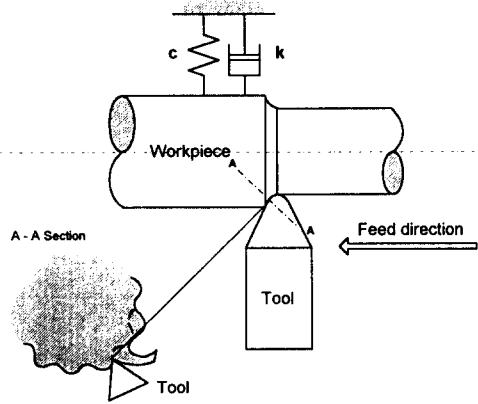 c
k
Workpiece
A
A
A - A Section
Feed direction
Tool
Tool